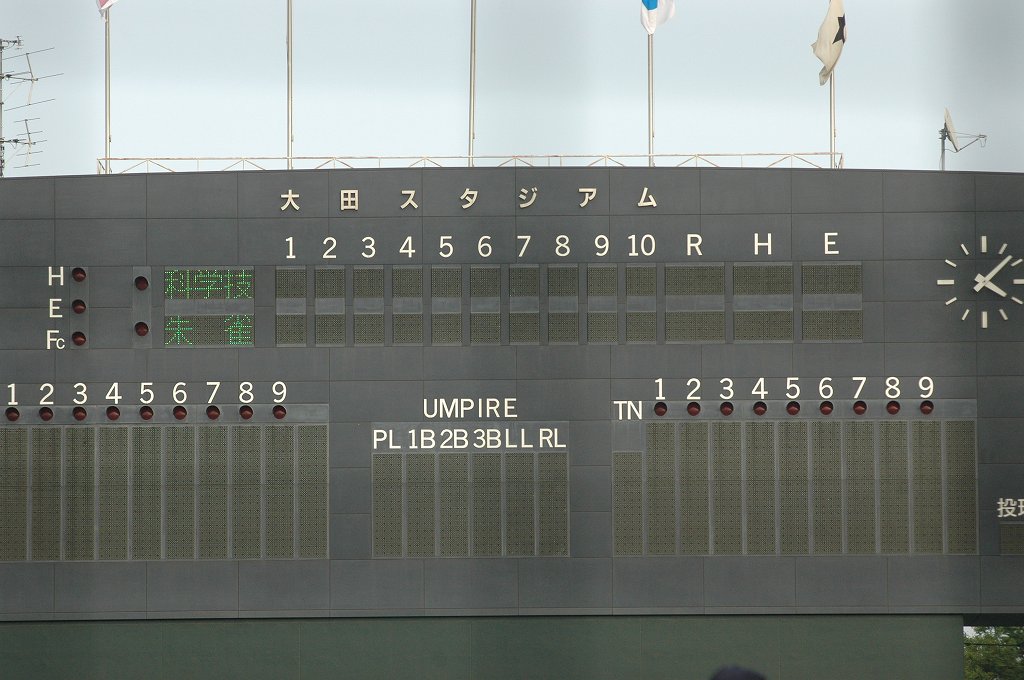 大田スタジアム
1 2 3 4 5 6 7 8 9 10 R H E
H
科学技
E
朱雀
Fc
1 2 3 4 5 6 7 8 9
UMPIRE
PL 1B 2B 3B LL RL
TN 1 2 3 4 5 6 7 8 9
投球